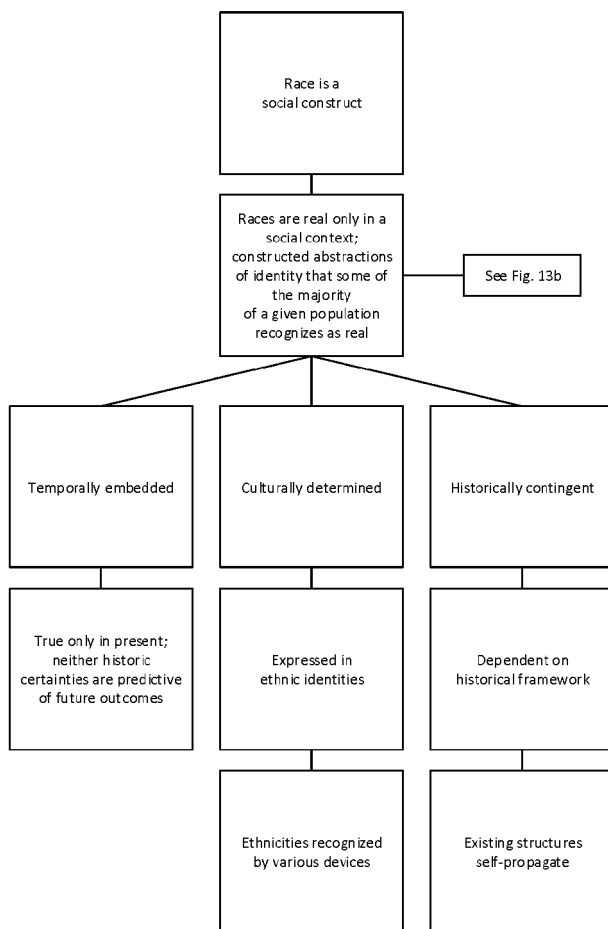 Race is a
social construct
Races are real only in a
social context;
constructed abstractions
of identity that some of
the majority
of a given population
recognizes as real
See Fig. 13b
Temporally embedded
Culturally determined
Historically contingent
True only in present;
neither historic
certainties are predictive
of future outcomes
Expressed in
ethnic identities
Dependent on
historical framework
Ethnicities recognized
by various devices
Existing structures
self-propagate